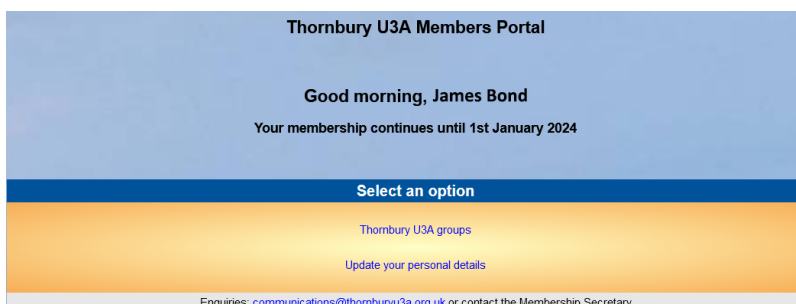 Thornbury U3A Members Portal
Good morning, James Bond
Your membership continues until 1st January 2024
Select an option
Thornbury U3A groups
Update your personal details
Enquiries: communications@thornburyu3a.org.uk or contact the Membership Secretary